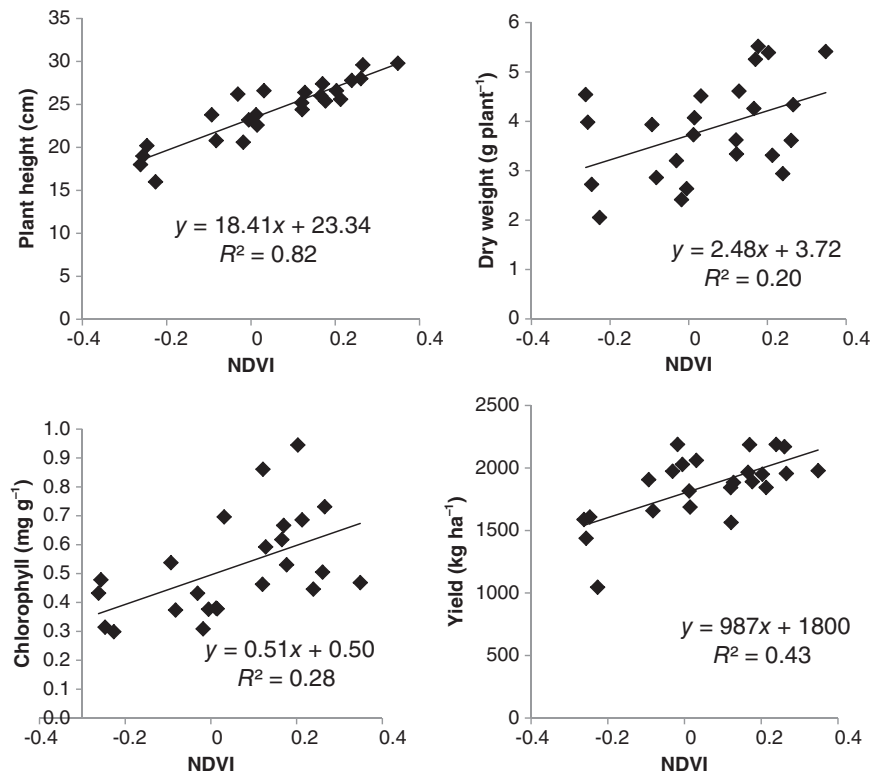 Plant height (cm)
35
30
25
20
15
10
5
0
y = 18.41x + 23.34
R² = 0.82
-0.4 -0.2 0 0.2 0.4
NDVI
Dry weight (g plant⁻¹)
6
5
4
3
2
1
0
y = 2.48x + 3.72
R² = 0.20
-0.4 -0.2 0 0.2 0.4
NDVI
Chlorophyll (mg g⁻¹)
1.0
0.9
0.8
0.7
0.6
0.5
0.4
0.3
0.2
0.1
0.0
y = 0.51x + 0.50
R² = 0.28
-0.4 -0.2 0 0.2 0.4
NDVI
Yield (kg ha⁻¹)
2500
2000
1500
1000
500
0
y = 987x + 1800
R² = 0.43
-0.4 -0.2 0 0.2 0.4
NDVI